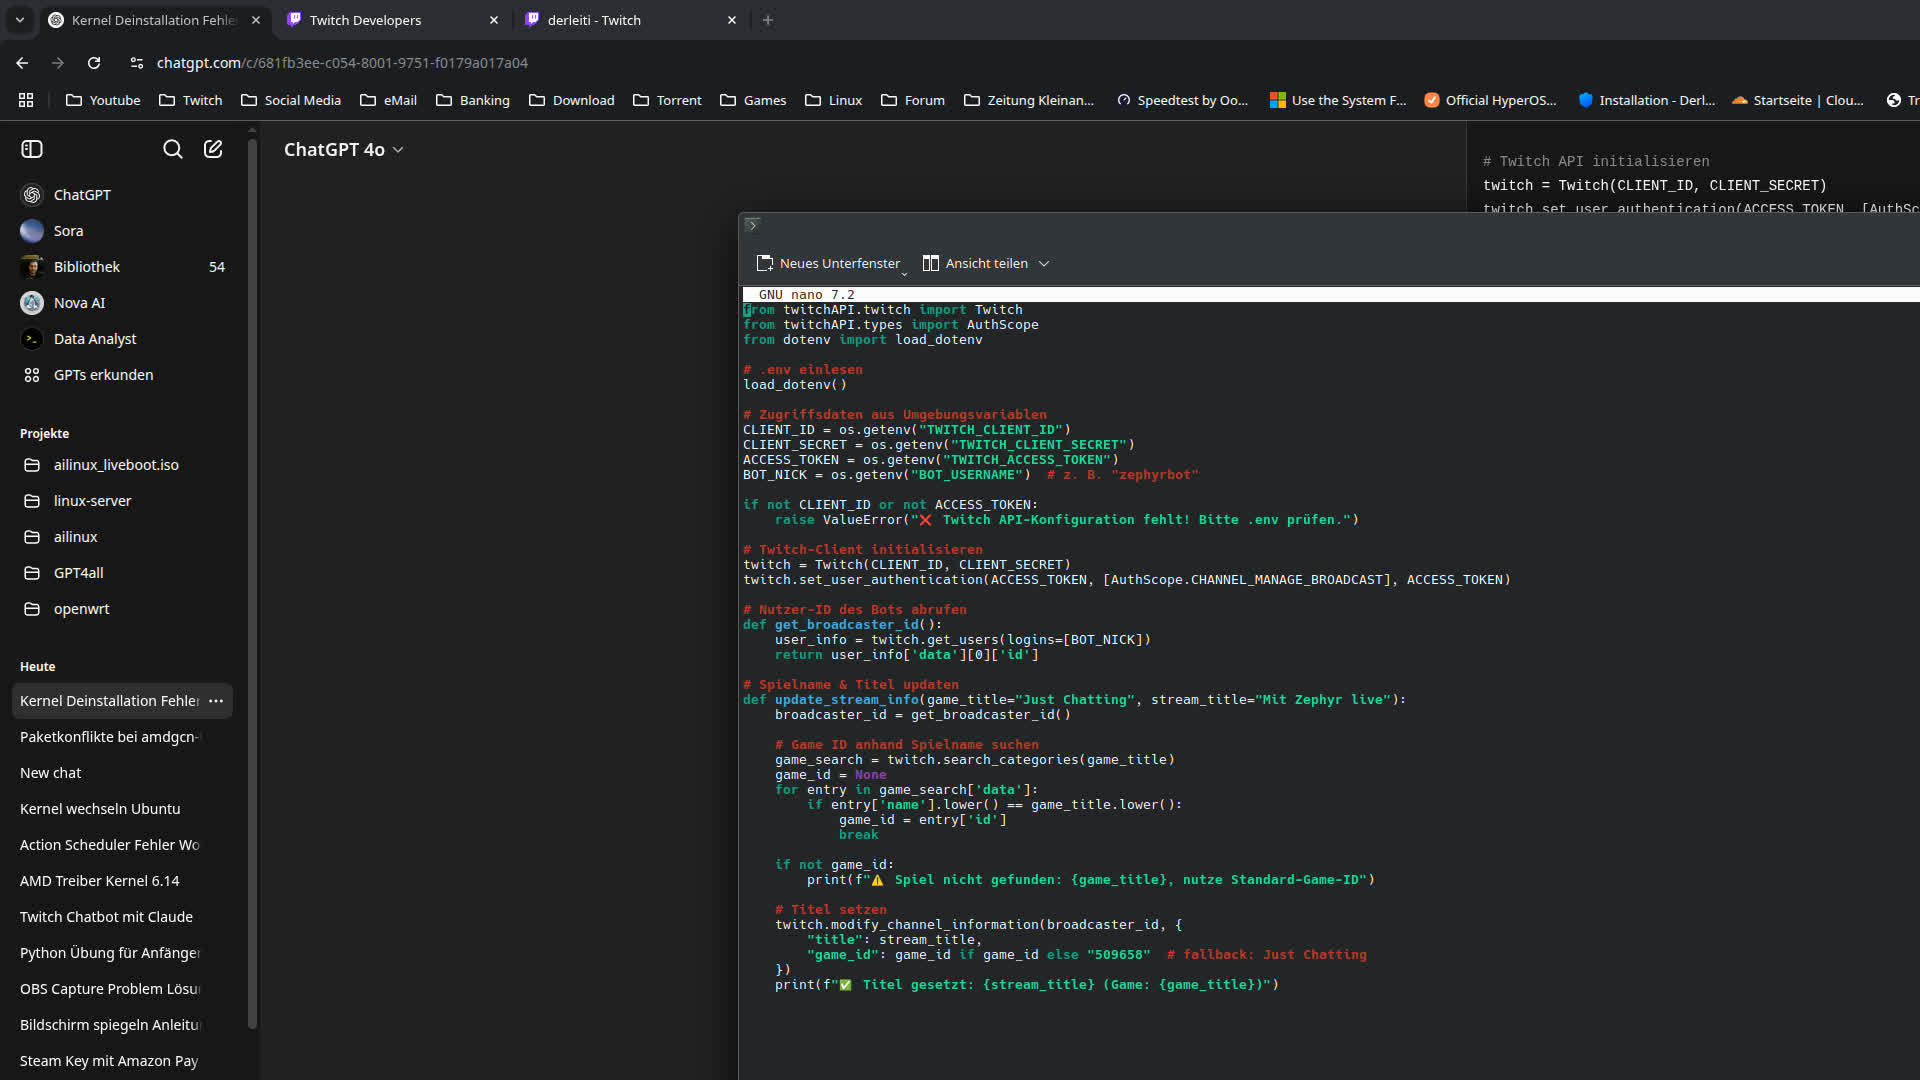 Kernel Deinstallation Fehle
Twitch Developers
derleiti - Twitch
chatgpt.com/c/681fb3ee-c054-8001-9751-f0179a017a04
Youtube
Twitch
Social Media
eMail
Banking
Download
Torrent
Games
Linux
Forum
Zeitung Kleinan...
Speedtest by Oo...
Use the System F...
Official HyperOS...
Installation - Derl...
Startseite | Clou...
Tr
ChatGPT
Sora
Bibliothek 54
Nova AI
Data Analyst
GPTs erkunden
Projekte
ailinux_liveboot.iso
linux-server
ailinux
GPT4all
openwrt
Heute
Kernel Deinstallation Fehler
Paketkonflikte bei amdgcn-
New chat
Kernel wechseln Ubuntu
Action Scheduler Fehler Wo
AMD Treiber Kernel 6.14
Twitch Chatbot mit Claude
Python Übung für Anfänger
OBS Capture Problem Lösu
Bildschirm spiegeln Anleitu
Steam Key mit Amazon Pay
ChatGPT 4o
# Twitch API initialisieren
twitch = Twitch(CLIENT_ID, CLIENT_SECRET)
twitch.set_user_authentication(ACCESS_TOKEN, [AuthSc
Neues Unterfenster
Ansicht teilen
GNU nano 7.2
from twitchAPI.twitch import Twitch
from twitchAPI.types import AuthScope
from dotenv import load_dotenv
# .env einlesen
load_dotenv()
# Zugriffsdaten aus Umgebungsvariablen
CLIENT_ID = os.getenv("TWITCH_CLIENT_ID")
CLIENT_SECRET = os.getenv("TWITCH_CLIENT_SECRET")
ACCESS_TOKEN = os.getenv("TWITCH_ACCESS_TOKEN")
BOT_NICK = os.getenv("BOT_USERNAME")  # z. B. "zephyrbot"
if not CLIENT_ID or not ACCESS_TOKEN:
    raise ValueError("❌ Twitch API-Konfiguration fehlt! Bitte .env prüfen.")
# Twitch-Client initialisieren
twitch = Twitch(CLIENT_ID, CLIENT_SECRET)
twitch.set_user_authentication(ACCESS_TOKEN, [AuthScope.CHANNEL_MANAGE_BROADCAST], ACCESS_TOKEN)
# Nutzer-ID des Bots abrufen
def get_broadcaster_id():
    user_info = twitch.get_users(logins=[BOT_NICK])
    return user_info['data'][0]['id']
# Spielname & Titel updaten
def update_stream_info(game_title="Just Chatting", stream_title="Mit Zephyr live"):
    broadcaster_id = get_broadcaster_id()
    # Game ID anhand Spielname suchen
    game_search = twitch.search_categories(game_title)
    game_id = None
    for entry in game_search['data']:
        if entry['name'].lower() == game_title.lower():
            game_id = entry['id']
            break
    if not game_id:
        print(f"⚠️ Spiel nicht gefunden: {game_title}, nutze Standard-Game-ID")
    # Titel setzen
    twitch.modify_channel_information(broadcaster_id, {
        "title": stream_title,
        "game_id": game_id if game_id else "509658"  # fallback: Just Chatting
    })
    print(f"✅ Titel gesetzt: {stream_title} (Game: {game_title})")